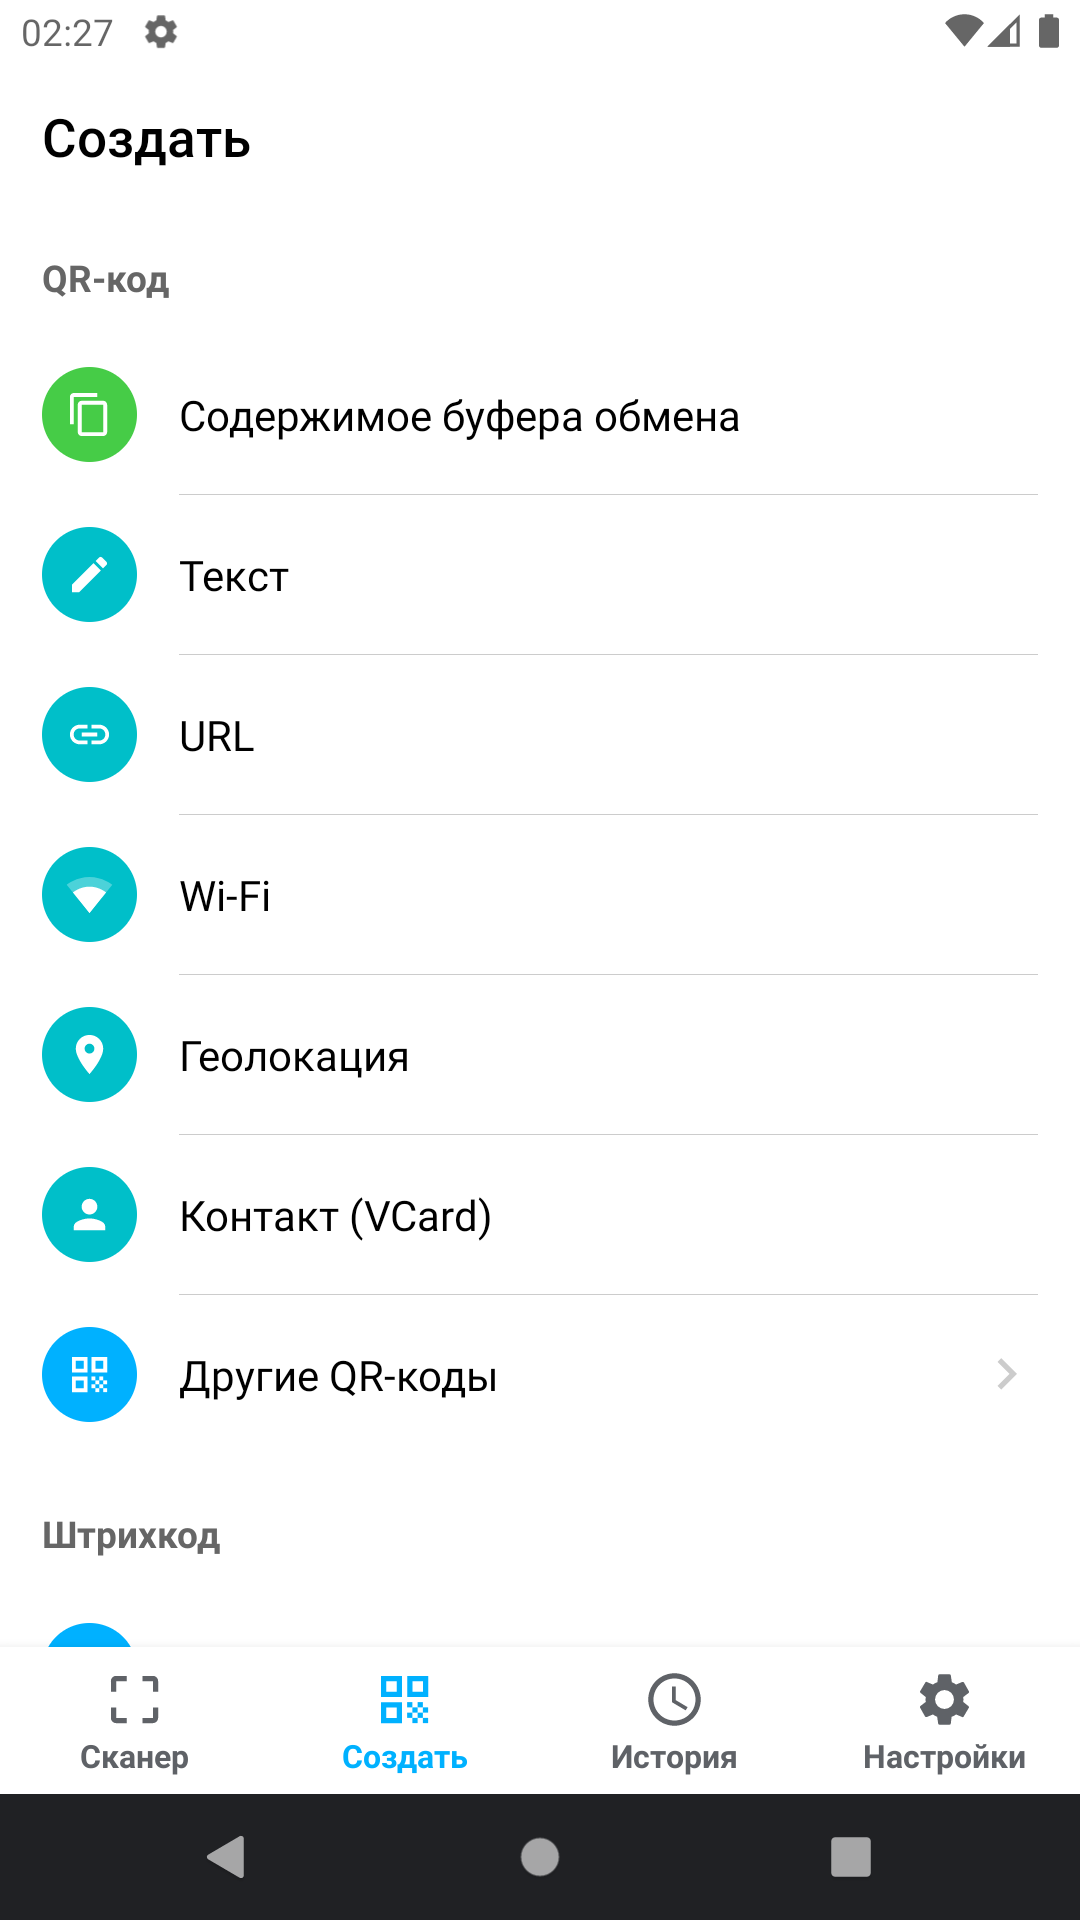 02:27
Создать
QR-код
Содержимое буфера обмена
Текст
URL
Wi-Fi
Геолокация
Контакт (VCard)
Другие QR-коды
Штрихкод
Сканер
Создать
История
Настройки